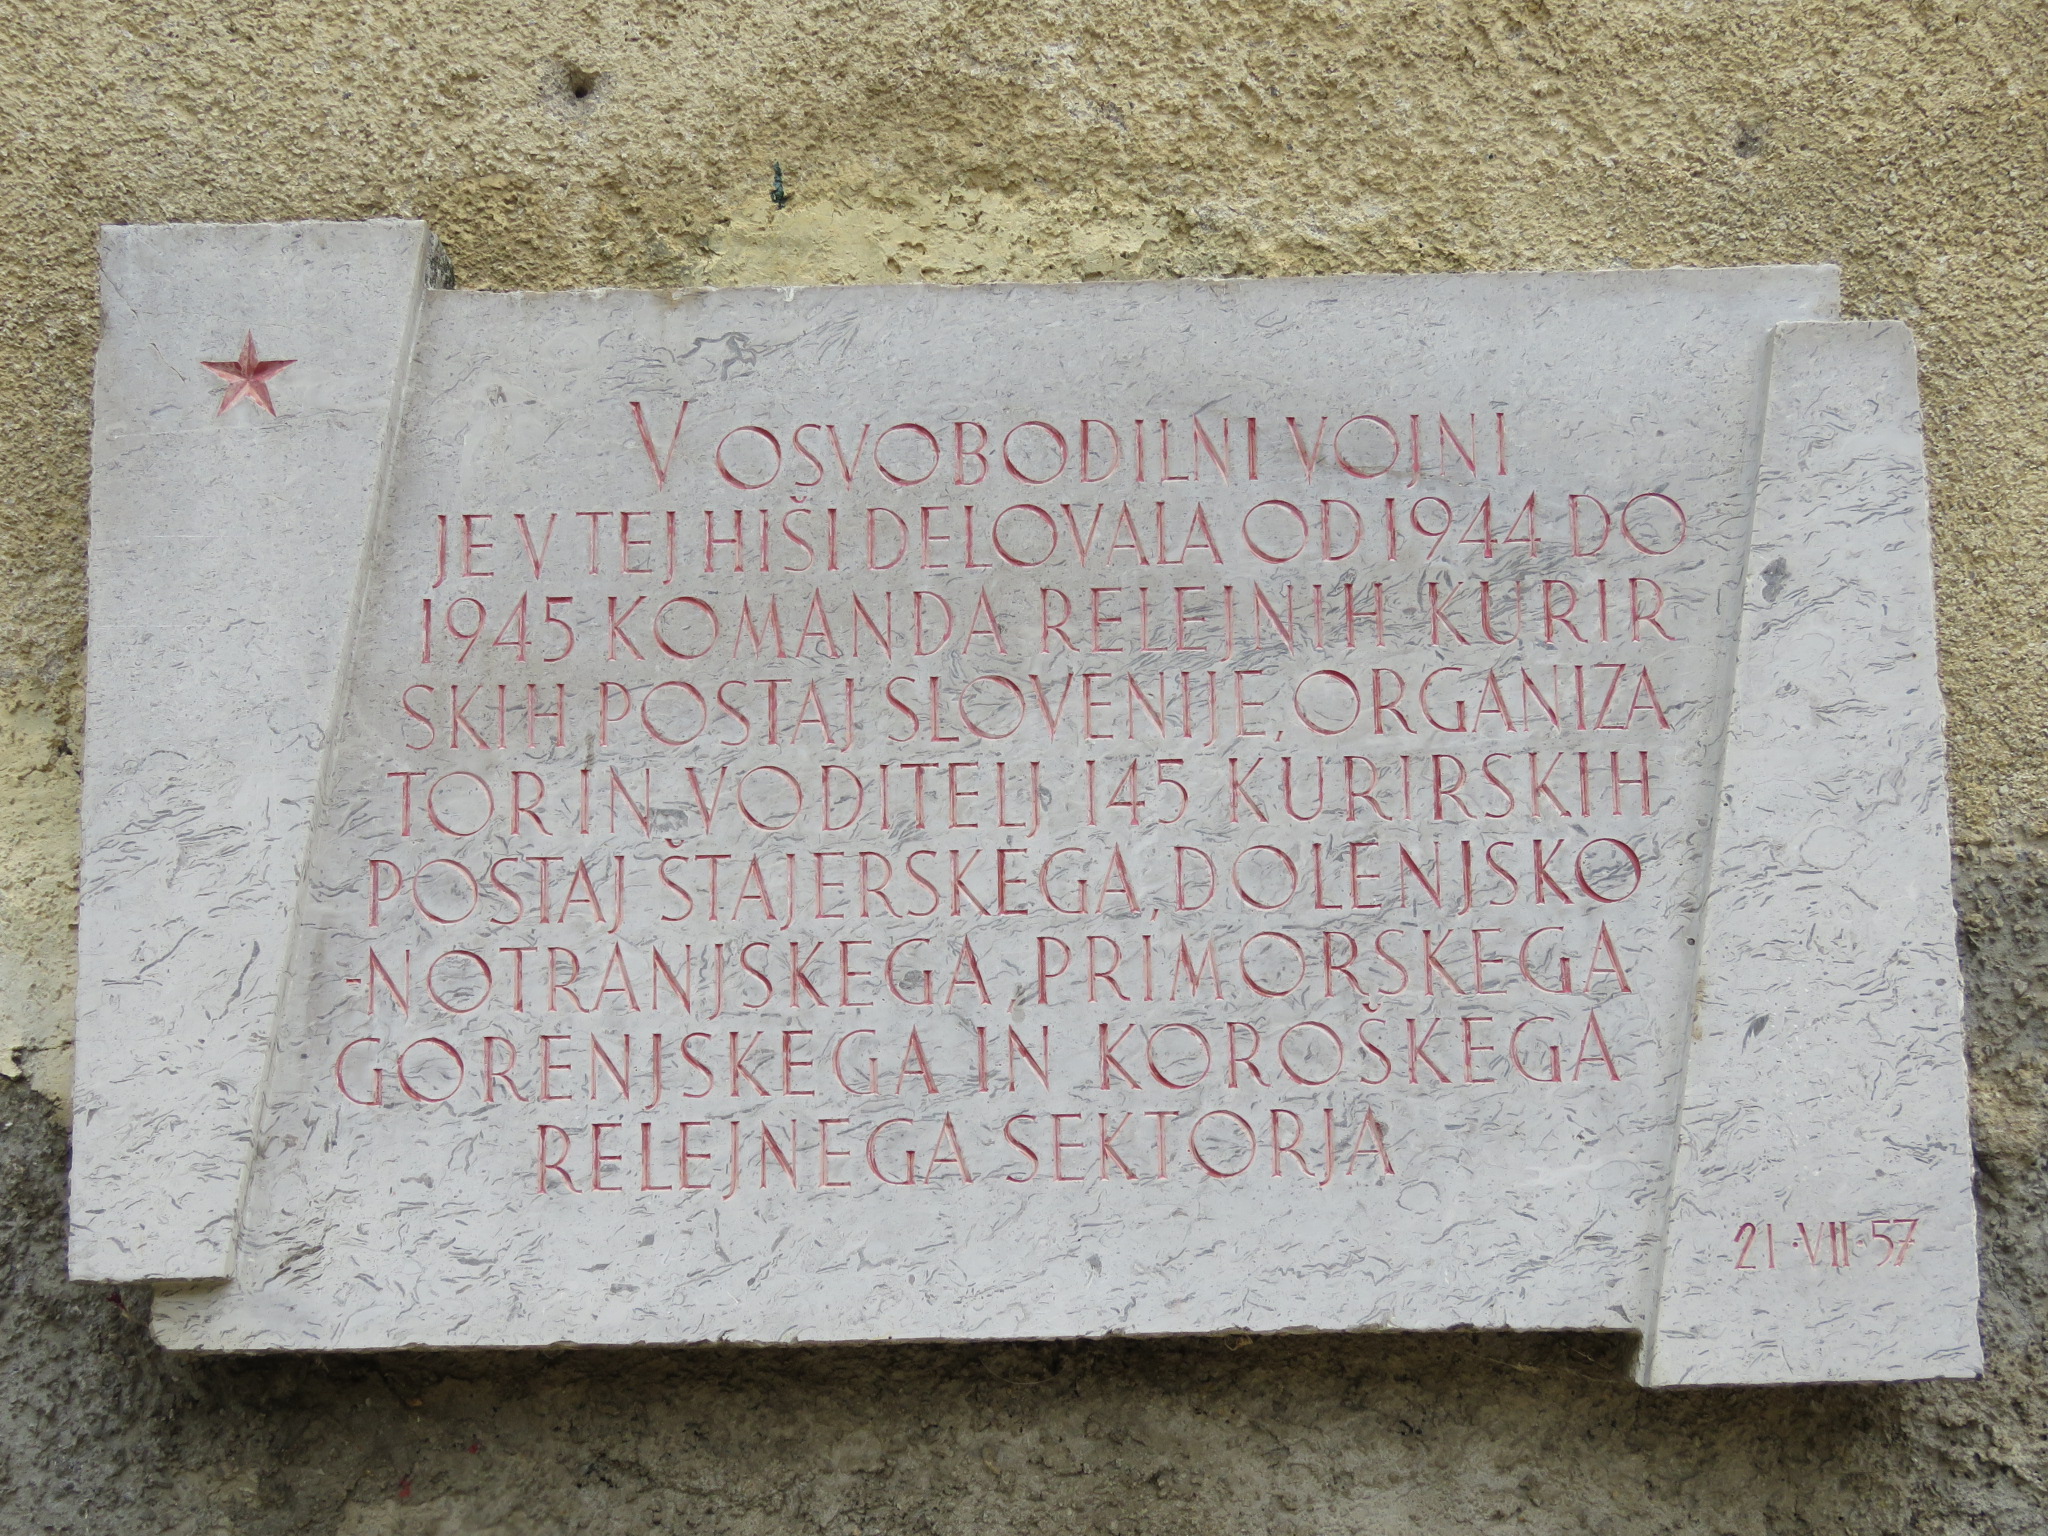 V OSVOBODILNI VOJNI
JE V TEJ HIŠI DELOVALA OD 1944 DO
1945 KOMANDA RELEJNIH KURIR
SKIH POSTAJ SLOVENIJE, ORGANIZA
TOR IN VODITELJ 145 KURIRSKIH
POSTAJ ŠTAJERSKEGA, DOLENJSKO
-NOTRANJSKEGA, PRIMORSKEGA
GORENJSKEGA IN KOROŠKEGA
RELEJNEGA SEKTORJA
21·VII·57